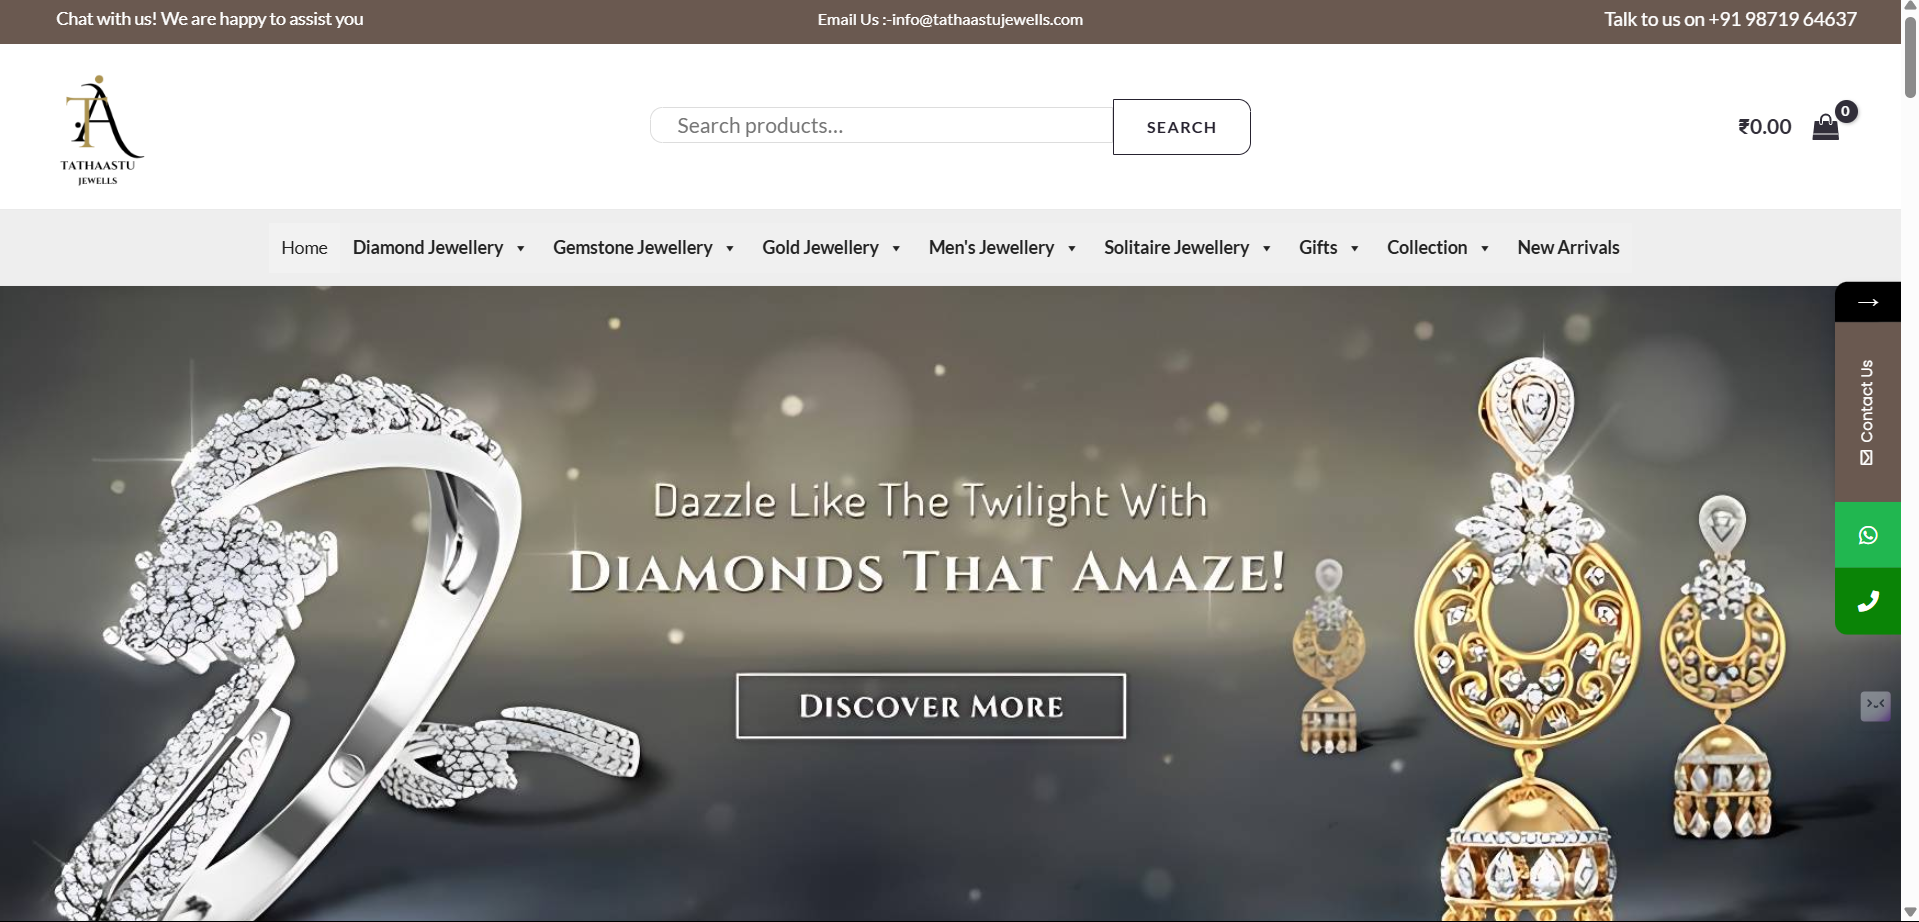 Chat with us! We are happy to assist you
Email Us :-info@tathaastujewells.com
Talk to us on +91 98719 64637
TA
TATHAASTU
JEWELLS
Search products...
SEARCH
₹0.00
0
Home
Diamond Jewellery
Gemstone Jewellery
Gold Jewellery
Men's Jewellery
Solitaire Jewellery
Gifts
Collection
New Arrivals
Contact Us
Dazzle Like The Twilight With
DIAMONDS THAT AMAZE!
DISCOVER MORE